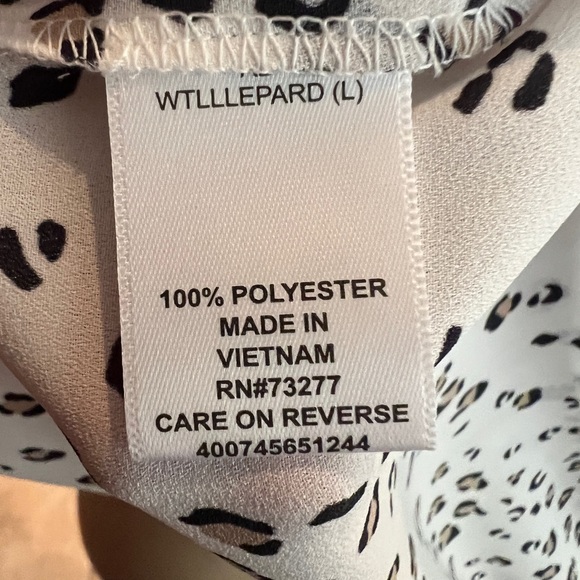 WTLLLEPARD (L)
100% POLYESTER
MADE IN
VIETNAM
RN#73277
CARE ON REVERSE
400745651244